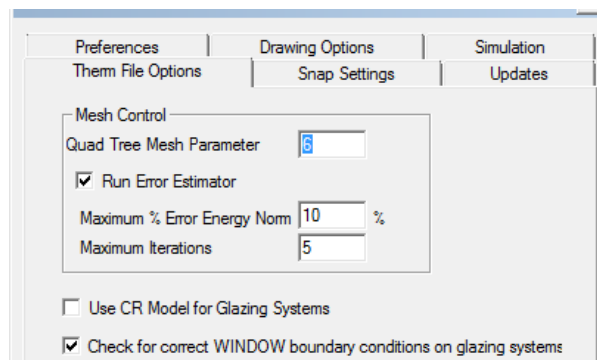 Preferences Drawing Options Simulation
Therm File Options Snap Settings Updates
Mesh Control
Quad Tree Mesh Parameter 6
Run Error Estimator
Maximum % Error Energy Norm 10 %
Maximum Iterations 5
Use CR Model for Glazing Systems
Check for correct WINDOW boundary conditions on glazing systems